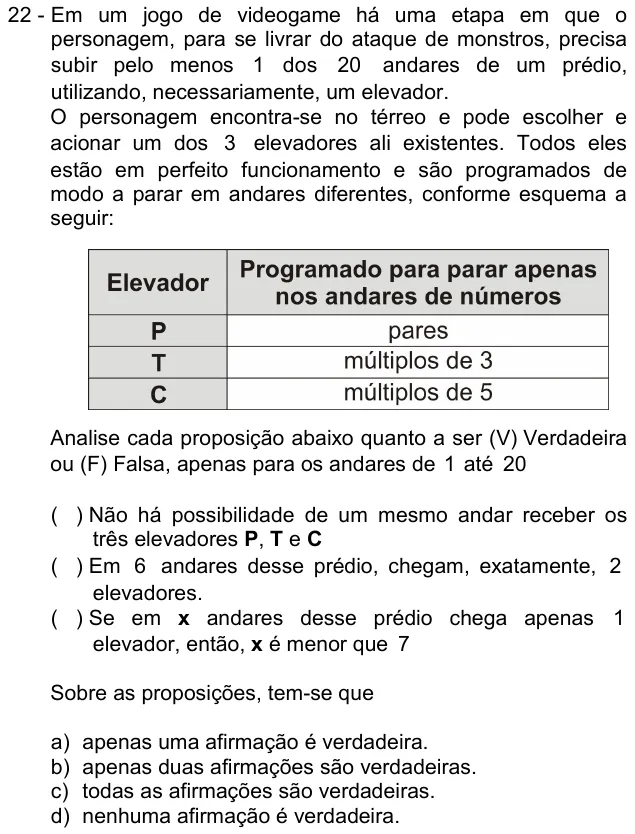 22 - Em um jogo de videogame há uma etapa em que o
personagem, para se livrar do ataque de monstros, precisa
subir pelo menos 1 dos 20 andares de um prédio,
utilizando, necessariamente, um elevador.
O personagem encontra-se no térreo e pode escolher e
acionar um dos 3 elevadores ali existentes. Todos eles
estão em perfeito funcionamento e são programados de
modo a parar em andares diferentes, conforme esquema a
seguir:
Elevador
Programado para parar apenas
nos andares de números
P pares
T múltiplos de 3
C múltiplos de 5
Analise cada proposição abaixo quanto a ser (V) Verdadeira
ou (F) Falsa, apenas para os andares de 1 até 20
( ) Não há possibilidade de um mesmo andar receber os
três elevadores P, T e C
( ) Em 6 andares desse prédio, chegam, exatamente, 2
elevadores.
( ) Se em x andares desse prédio chega apenas 1
elevador, então, x é menor que 7
Sobre as proposições, tem-se que
a) apenas uma afirmação é verdadeira.
b) apenas duas afirmações são verdadeiras.
c) todas as afirmações são verdadeiras.
d) nenhuma afirmação é verdadeira.